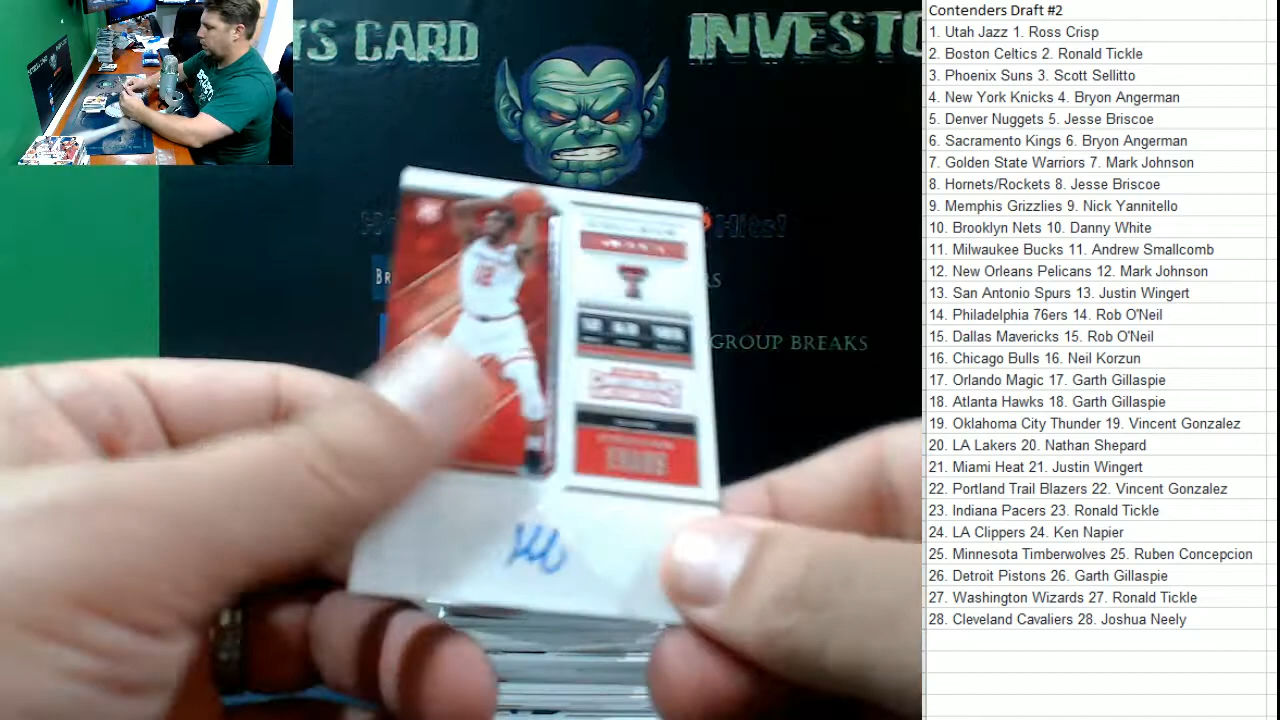 TS CARD
INVESTO
Hits!
BR
RS
GROUP BREAKS
T
12
EVANS
Contenders Draft #2
1. Utah Jazz 1. Ross Crisp
2. Boston Celtics 2. Ronald Tickle
3. Phoenix Suns 3. Scott Sellitto
4. New York Knicks 4. Bryon Angerman
5. Denver Nuggets 5. Jesse Briscoe
6. Sacramento Kings 6. Bryon Angerman
7. Golden State Warriors 7. Mark Johnson
8. Hornets/Rockets 8. Jesse Briscoe
9. Memphis Grizzlies 9. Nick Yannitello
10. Brooklyn Nets 10. Danny White
11. Milwaukee Bucks 11. Andrew Smallcomb
12. New Orleans Pelicans 12. Mark Johnson
13. San Antonio Spurs 13. Justin Wingert
14. Philadelphia 76ers 14. Rob O'Neil
15. Dallas Mavericks 15. Rob O'Neil
16. Chicago Bulls 16. Neil Korzun
17. Orlando Magic 17. Garth Gillaspie
18. Atlanta Hawks 18. Garth Gillaspie
19. Oklahoma City Thunder 19. Vincent Gonzalez
20. LA Lakers 20. Nathan Shepard
21. Miami Heat 21. Justin Wingert
22. Portland Trail Blazers 22. Vincent Gonzalez
23. Indiana Pacers 23. Ronald Tickle
24. LA Clippers 24. Ken Napier
25. Minnesota Timberwolves 25. Ruben Concepcion
26. Detroit Pistons 26. Garth Gillaspie
27. Washington Wizards 27. Ronald Tickle
28. Cleveland Cavaliers 28. Joshua Neely